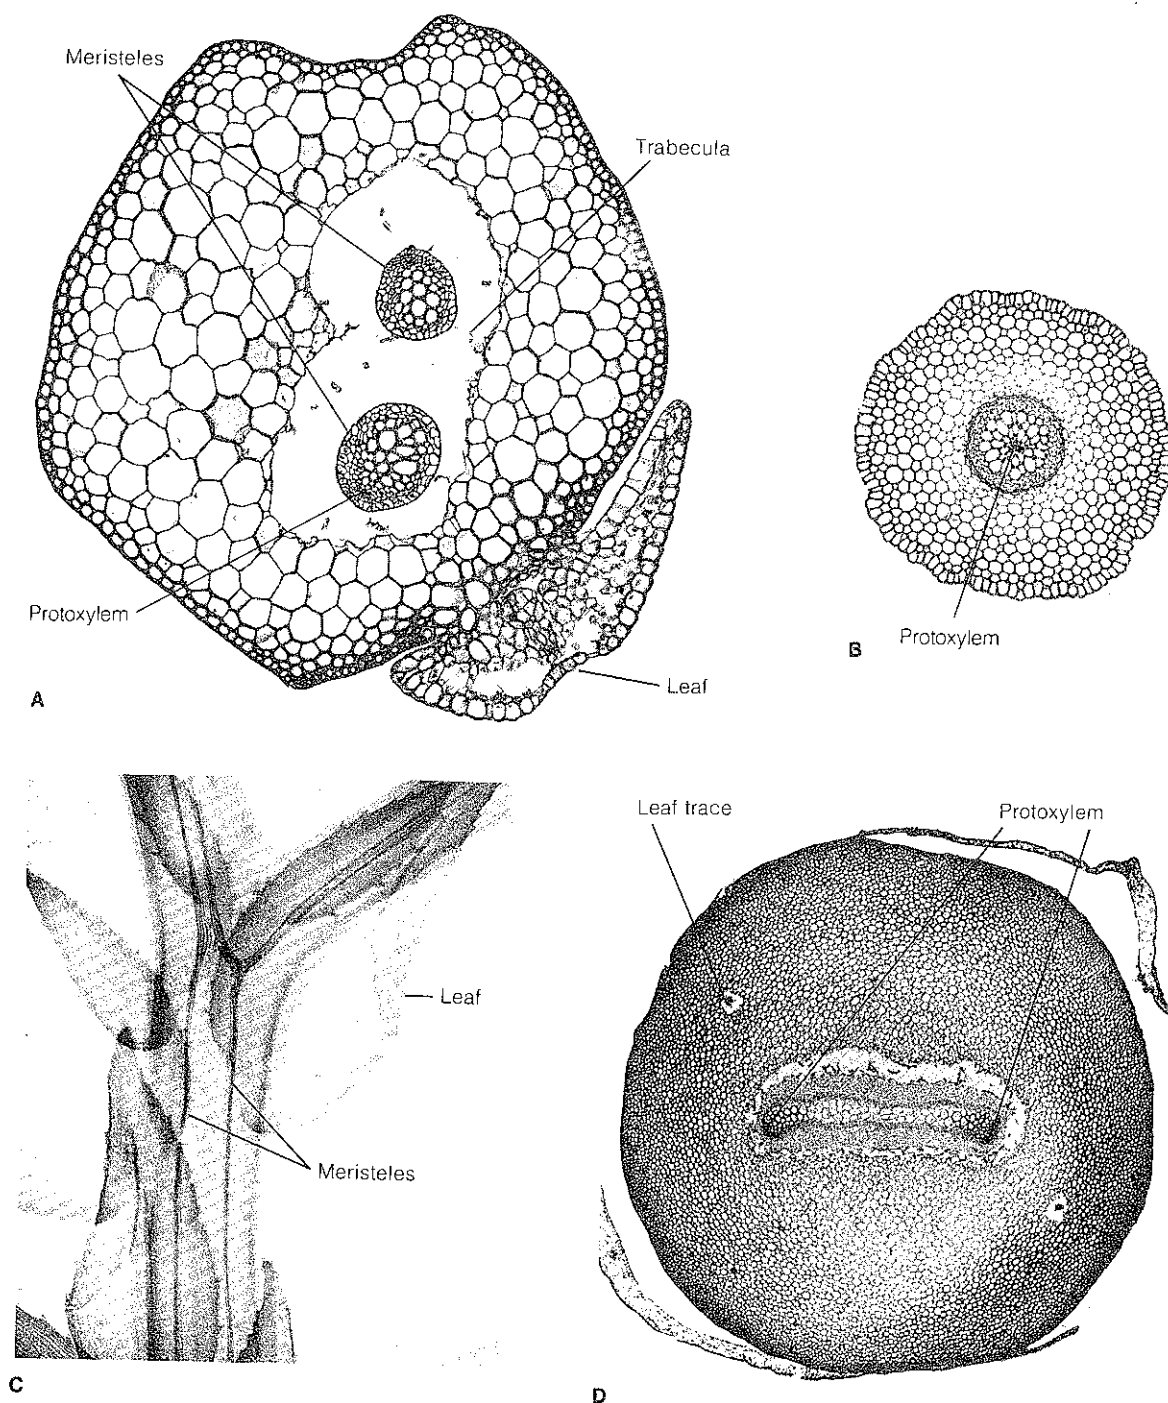 Meristeles
Trabecula
Protoxylem
Leaf
A
Protoxylem
B
Leaf
Meristeles
C
Leaf trace
Protoxylem
D